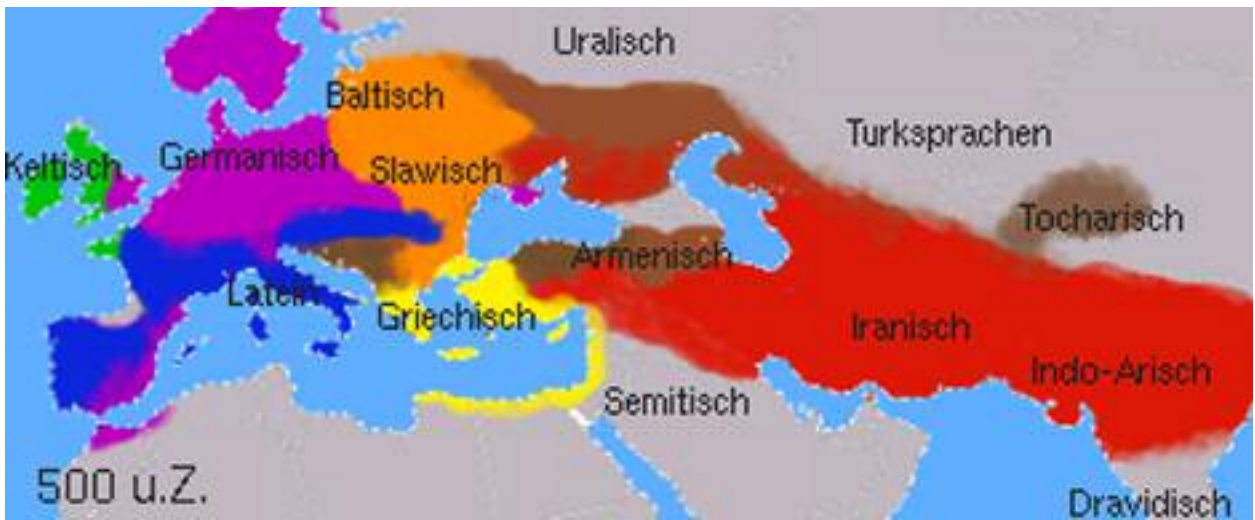 Uralisch
Baltisch
Turksprachen
Germanisch
Keltisch
Slawisch
Tocharisch
Armenisch
Latein
Griechisch
Iranisch
Indo-Arisch
Semitisch
500 u.Z.
Dravidisch